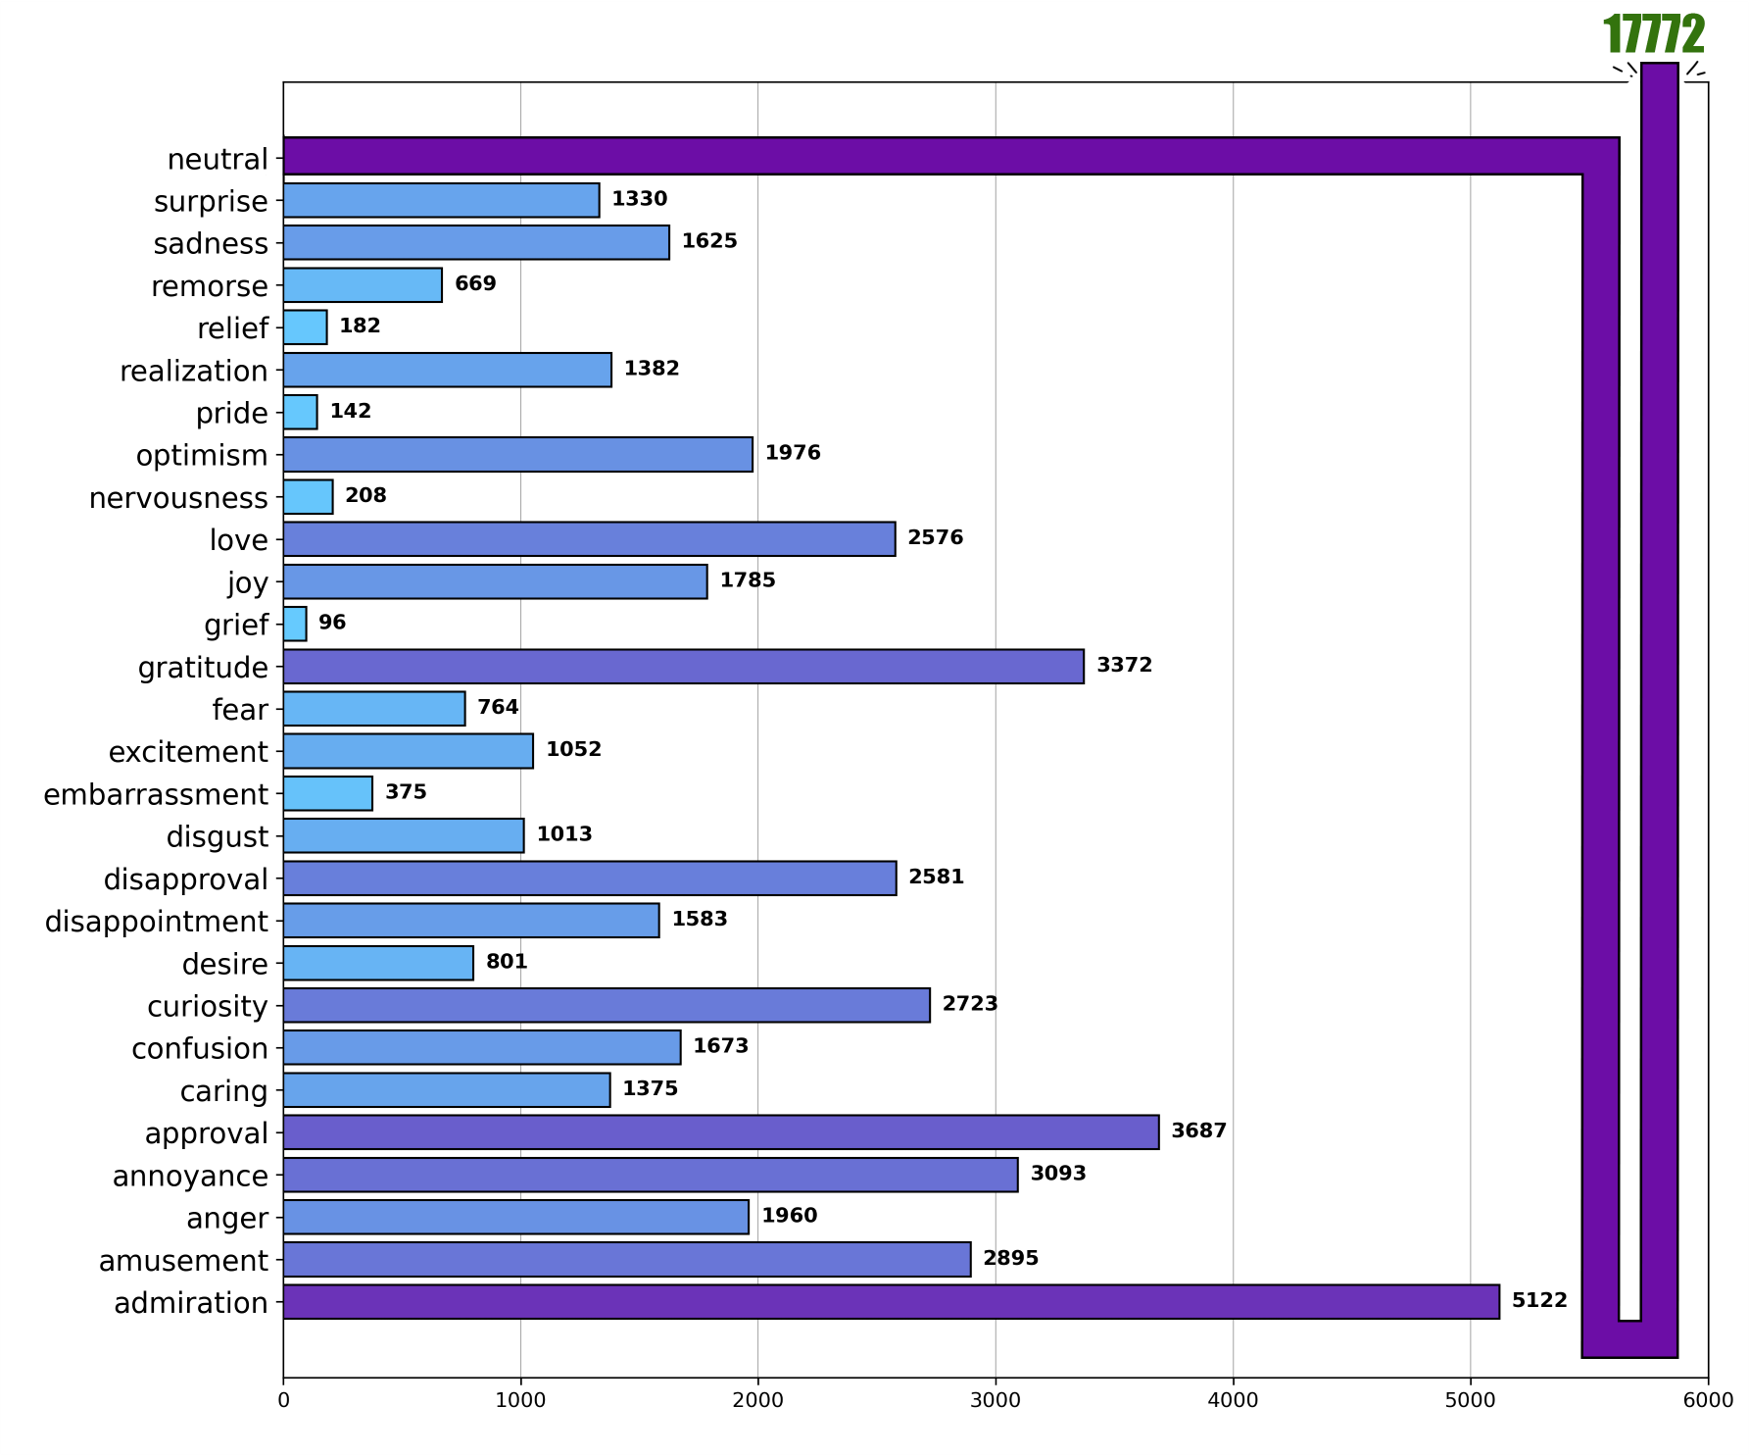 17772
neutral
surprise 1330
sadness 1625
remorse 669
relief 182
realization 1382
pride 142
optimism 1976
nervousness 208
love 2576
joy 1785
grief 96
gratitude 3372
fear 764
excitement 1052
embarrassment 375
disgust 1013
disapproval 2581
disappointment 1583
desire 801
curiosity 2723
confusion 1673
caring 1375
approval 3687
annoyance 3093
anger 1960
amusement 2895
admiration 5122
0 1000 2000 3000 4000 5000 6000